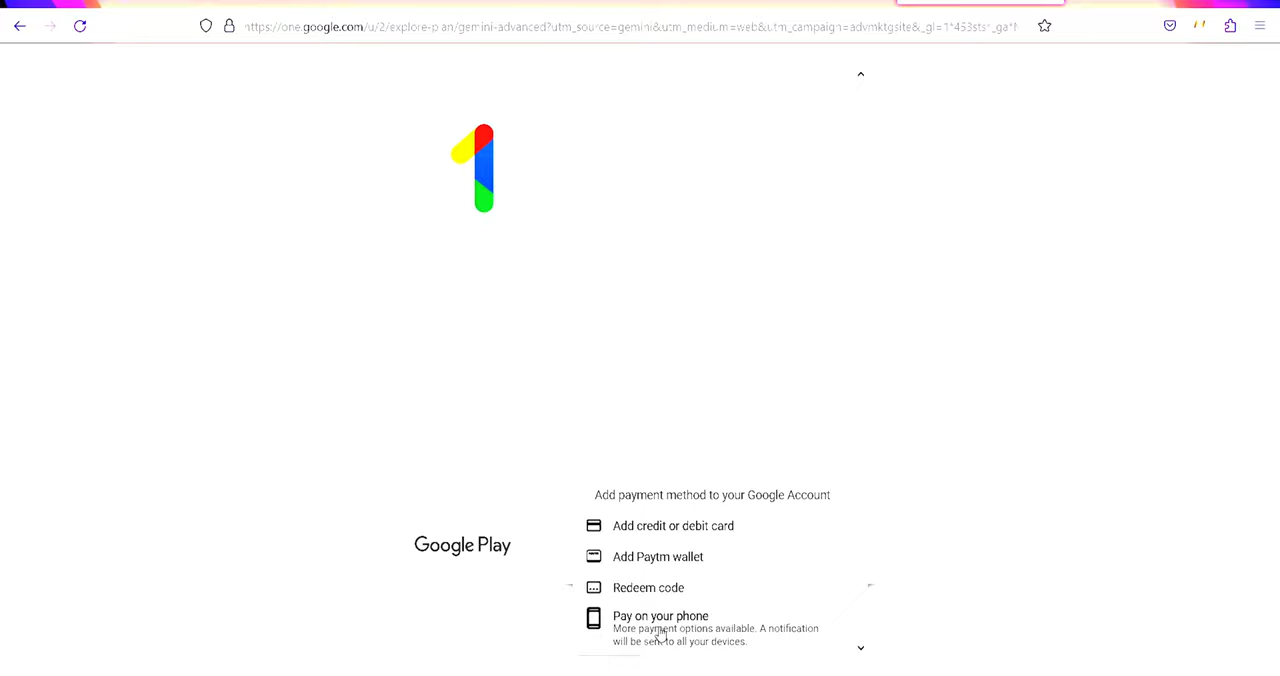 https://one.google.com/u/2/explore-plan/gemini-advanced?utm_source=gemini&utm_medium=web&utm_campaign=advmktgsite&_gl=1*453sts*_ga*
Add payment method to your Google Account
Add credit or debit card
Add Paytm wallet
Google Play
Redeem code
Pay on your phone
More payment options available. A notification
will be sent to all your devices.